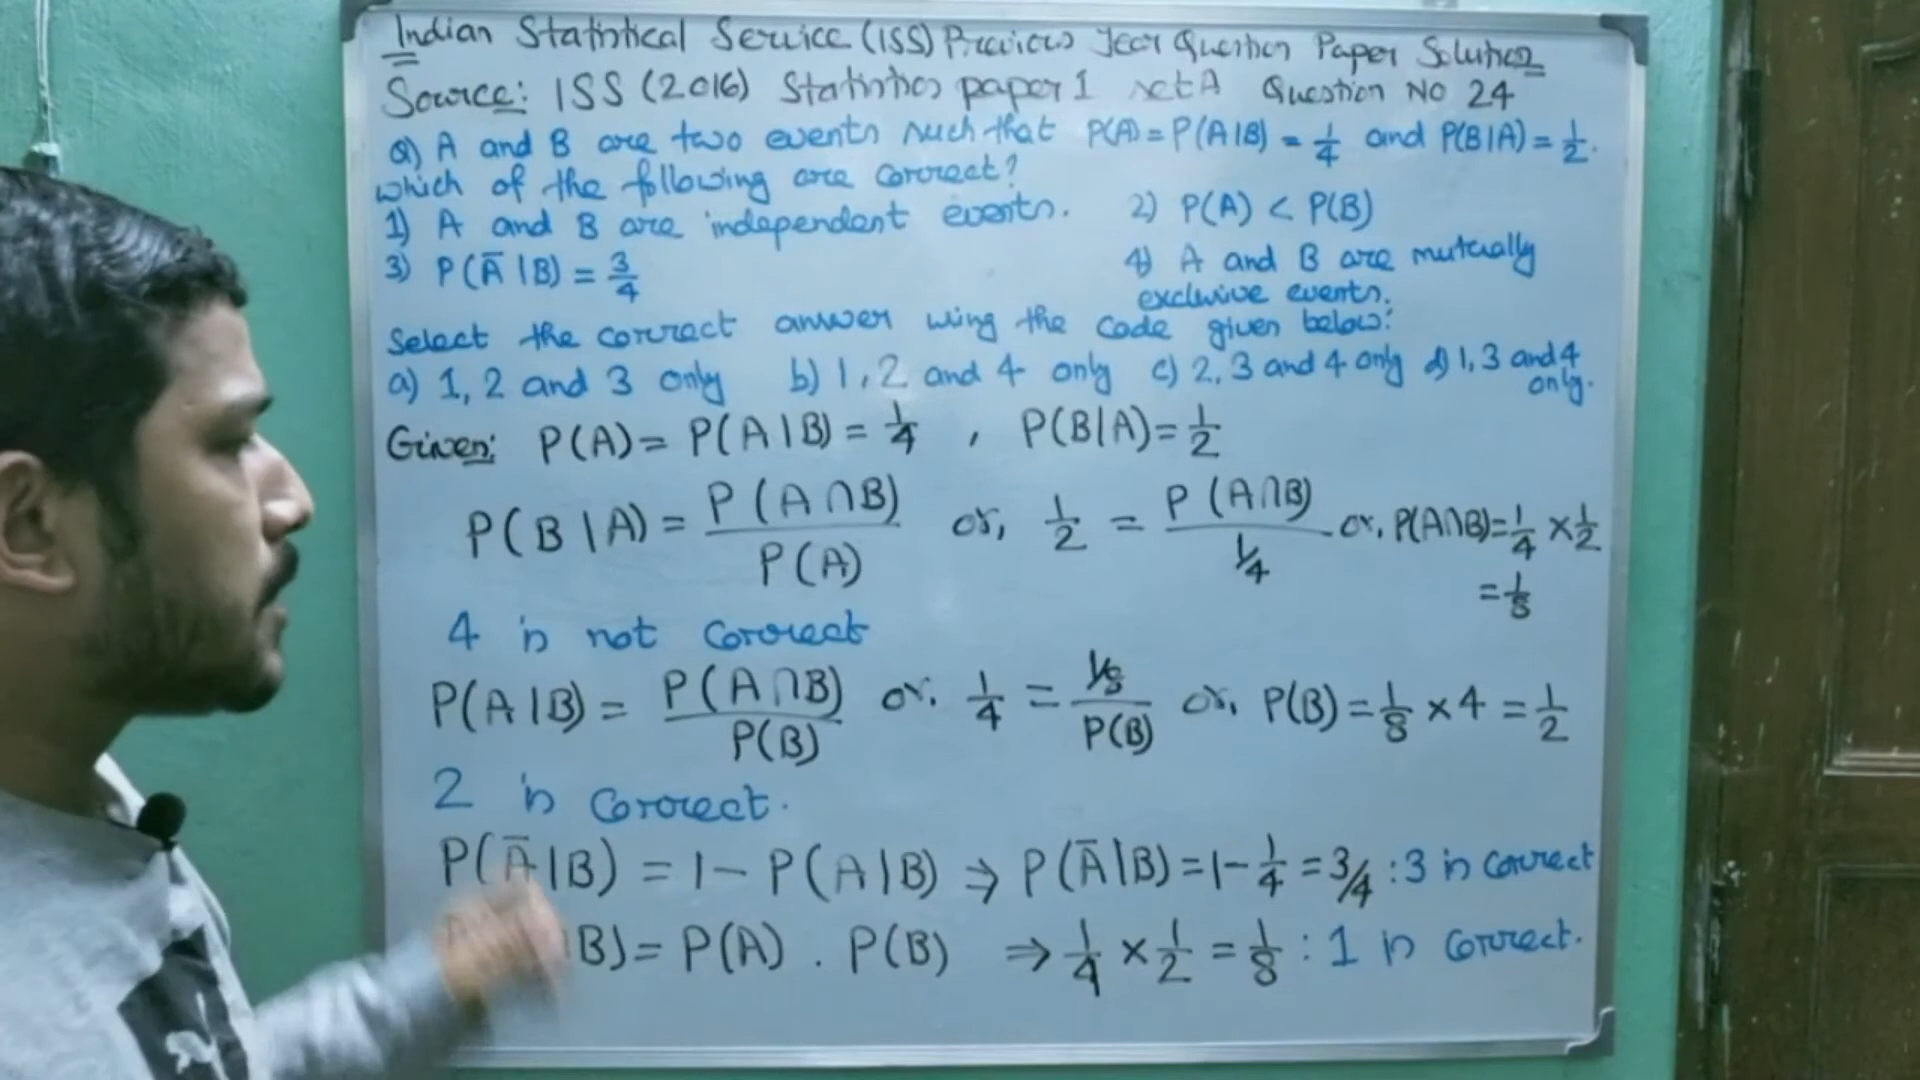 Indian Statistical Service (ISS) Previous Year Question Paper Solution
Source: ISS (2016) Statistics paper 1 set A Question No 24
Q) A and B are two events such that P(A) = P(A|B) = 1/4 and P(B|A) = 1/2.
which of the following are correct?
1) A and B are independent events. 2) P(A) < P(B)
3) P(Ā|B) = 3/4 4) A and B are mutually
exclusive events.
Select the correct answer using the code given below:
a) 1, 2 and 3 only b) 1, 2 and 4 only c) 2, 3 and 4 only d) 1, 3 and 4
only.
Given: P(A) = P(A|B) = 1/4 , P(B|A) = 1/2
P(B|A) = P(A∩B)/P(A) or, 1/2 = P(A∩B)/(1/4) or, P(A∩B) = 1/4 × 1/2
= 1/8
4 is not correct
P(A|B) = P(A∩B)/P(B) or, 1/4 = (1/8)/P(B) or, P(B) = 1/8 × 4 = 1/2
2 is correct.
P(Ā|B) = 1 - P(A|B) ⇒ P(Ā|B) = 1 - 1/4 = 3/4 : 3 is correct
B) = P(A) . P(B) ⇒ 1/4 × 1/2 = 1/8 : 1 is correct.